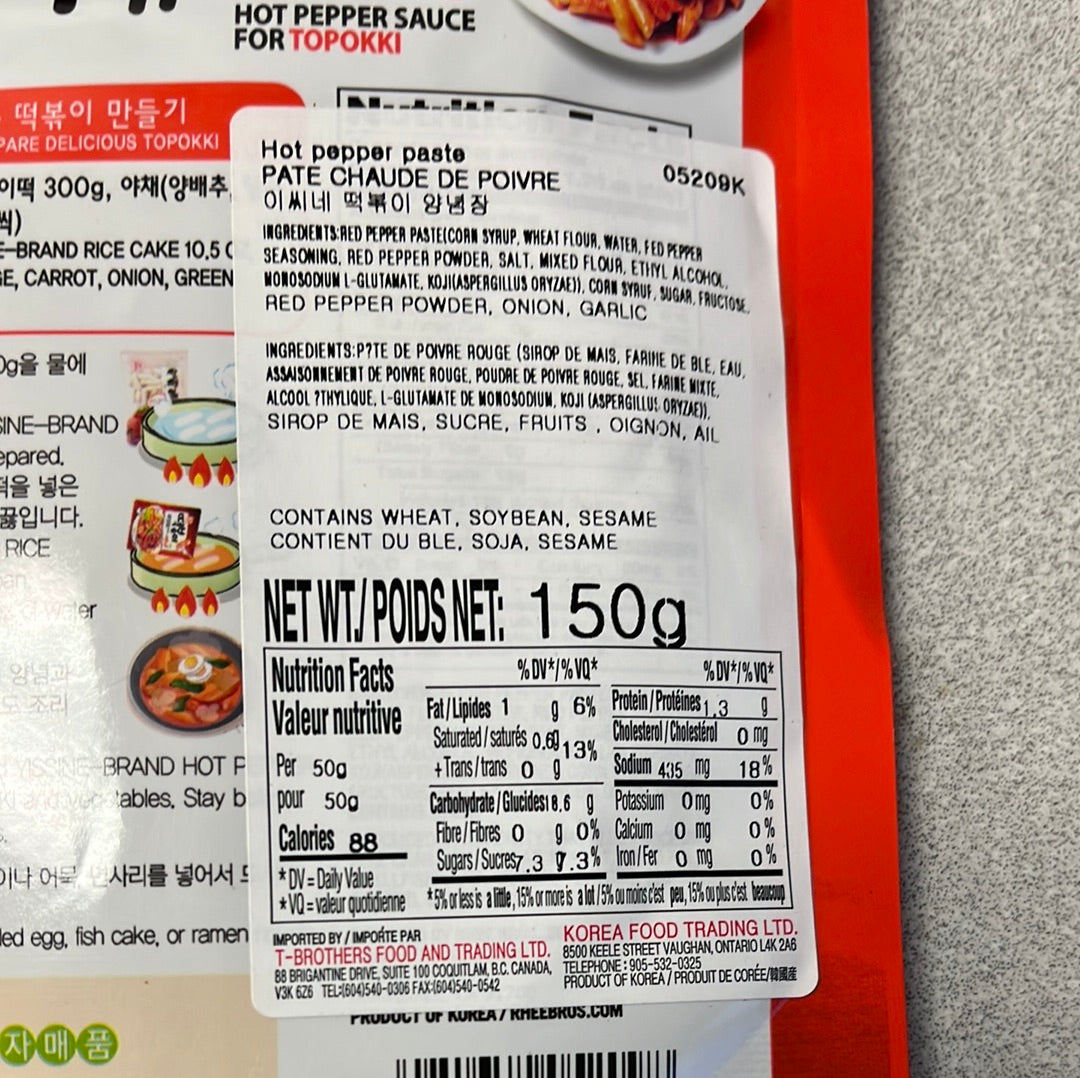 HOT PEPPER SAUCE
FOR TOPOKKI
떡볶이 만들기
PARE DELICIOUS TOPOKKI
이떡 300g, 야채(양배추,
-BRAND RICE CAKE 10.5
CARROT, ONION, GREEN
0g을 물에
SINE-BRAND
epared.
떡을 넣은
끓입니다.
RICE
양념과
도 조리
YISSINE-BRAND HOT P
tables. Stay b
이나 어묵, 면사리를 넣어서
led egg, fish cake, or ramen
자매품
Hot pepper paste
05209K
PATE CHAUDE DE POIVRE
이씨네 떡볶이 양념장
INGREDIENTS:RED PEPPER PASTE(CORN SYRUP, WHEAT FLOUR, WATER, FED PEPPER
SEASONING, RED PEPPER POWDER, SALT, MIXED FLOUR, ETHYL ALCOHOL,
MONOSODIUM L-GLUTAMATE, KOJI(ASPERGILLUS ORYZAE)), CORN SYRUF, SUGAR, FRUCTOSE,
RED PEPPER POWDER, ONION, GARLIC
INGREDIENTS:P?TE DE POIVRE ROUGE (SIROP DE MAIS, FARINE DE BLE, EAU,
ASSAISONNEMENT DE POIVRE ROUGE, POUDRE DE POIVRE ROUGE, SEL, FARINE MIXTE,
ALCOOL ?THYLIQUE, L-GLUTAMATE DE MONOSODIUM, KOJI (ASPERGILLUS ORYZAE)),
SIROP DE MAIS, SUCRE, FRUITS , OIGNON, AIL
CONTAINS WHEAT, SOYBEAN, SESAME
CONTIENT DU BLE, SOJA, SESAME
NET WT./POIDS NET: 150g
Nutrition Facts
Valeur nutritive
Per 50g
pour 50g
Calories 88
*DV=Daily Value
*VQ=valeur quotidienne
% DV*/% VQ*
Fat/Lipides 1 g 6%
Saturated/saturés 0.6g 13%
+Trans/trans 0 g
Carbohydrate/Glucides18.6 g
Fibre/Fibres 0 g 0%
Sugars/Sucres7.3 g 7.3%
% DV*/% VQ*
Protein/Protéines 1.3 g
Cholesterol/Cholestérol 0 mg
Sodium 435 mg 18%
Potassium 0mg 0%
Calcium 0 mg 0%
Iron/Fer 0 mg 0%
*5% or less is a little, 15% or more is a lot/5% ou moins c'est peu, 15% ou plus c'est beaucoup
IMPORTED BY/IMPORTE PAR
T-BROTHERS FOOD AND TRADING LTD.
88 BRIGANTINE DRIVE, SUITE 100 COQUITLAM, B.C. CANADA,
V3K 6Z6 TEL:(604)540-0306 FAX:(604)540-0542
KOREA FOOD TRADING LTD.
8500 KEELE STREET VAUGHAN, ONTARIO L4K 2A6
TELEPHONE: 905-532-0325
PRODUCT OF KOREA/PRODUIT DE CORÉE/韓國産
PRODUCT OF KOREA / RHEEBROS.COM